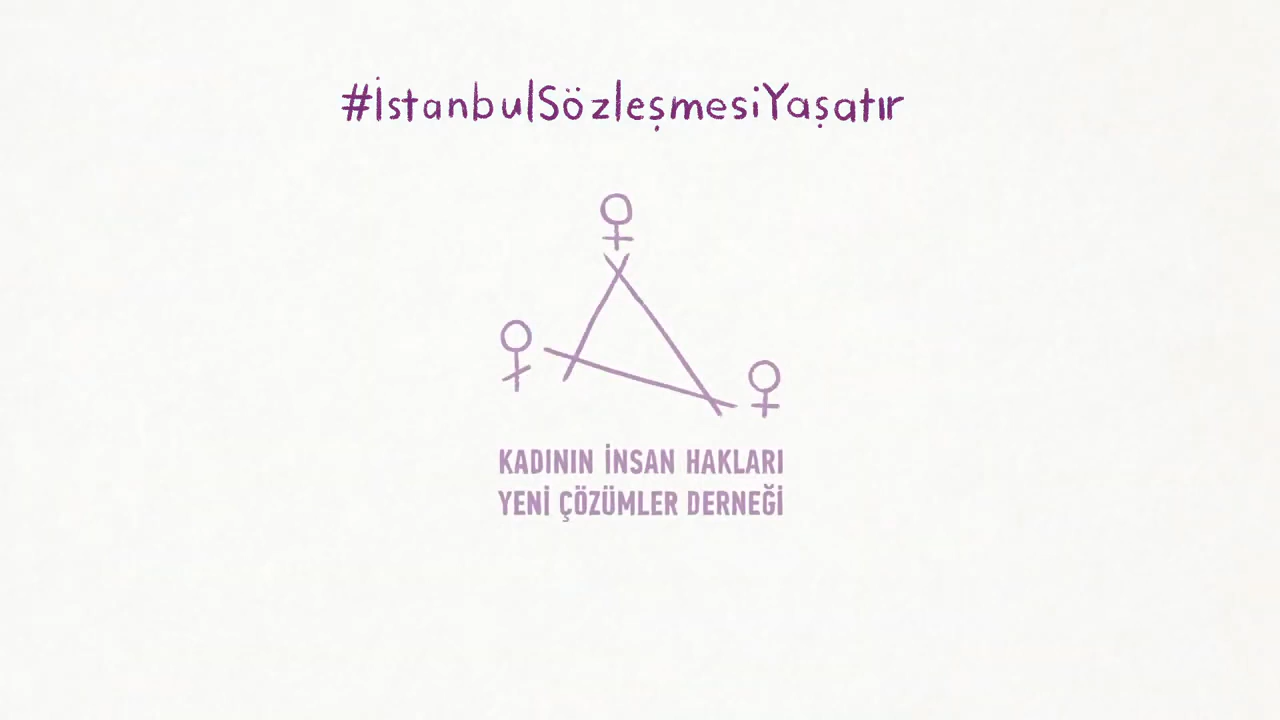 #İstanbulSözleşmesiYaşatır
KADININ İNSAN HAKLARI
YENİ ÇÖZÜMLER DERNEĞİ